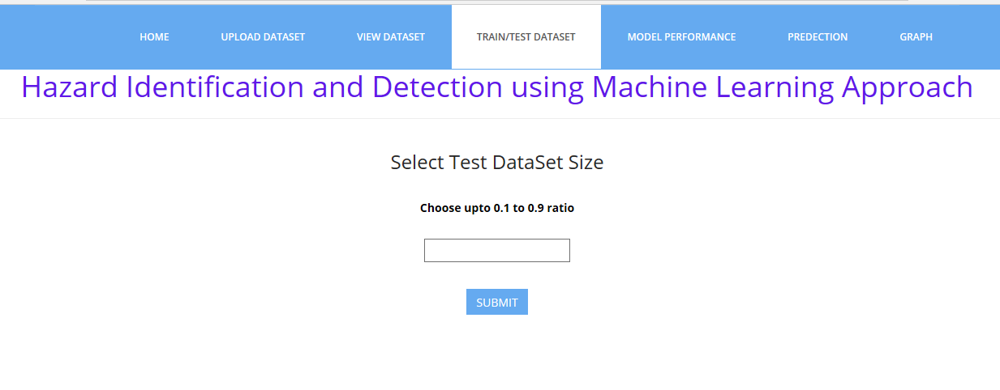 HOME UPLOAD DATASET VIEW DATASET TRAIN/TEST DATASET MODEL PERFORMANCE PREDECTION GRAPH
Hazard Identification and Detection using Machine Learning Approach
Select Test DataSet Size
Choose upto 0.1 to 0.9 ratio
SUBMIT